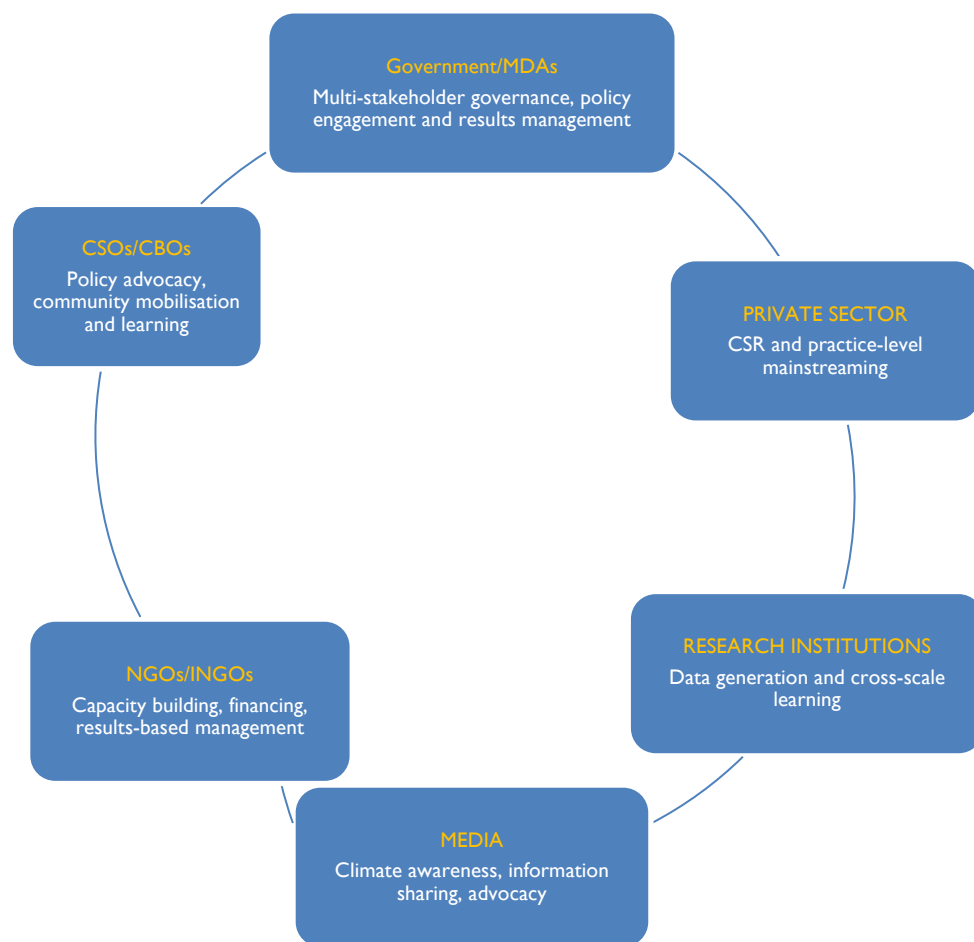 Government/MDAs
Multi-stakeholder governance, policy
engagement and results management
CSOs/CBOs
Policy advocacy,
community mobilisation
and learning
PRIVATE SECTOR
CSR and practice-level
mainstreaming
NGOs/INGOs
Capacity building, financing,
results-based management
RESEARCH INSTITUTIONS
Data generation and cross-scale
learning
MEDIA
Climate awareness, information
sharing, advocacy